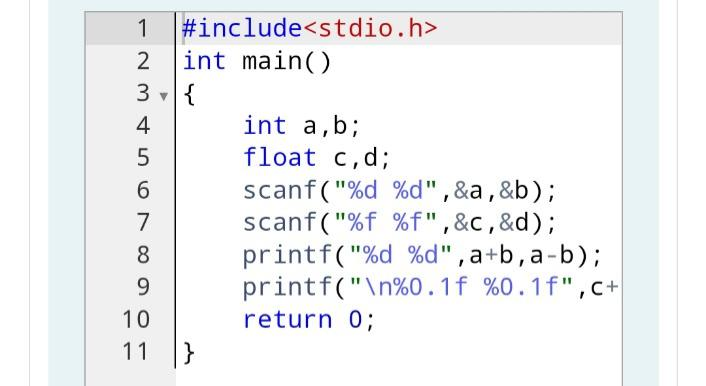 1 #include<stdio.h>
2 int main()
3 {
4 int a,b;
5 float c,d;
6 scanf("%d %d",&a,&b);
7 scanf("%f %f",&c,&d);
8 printf("%d %d",a+b,a-b);
9 printf("\n%0.1f %0.1f",c+
10 return 0;
11 }